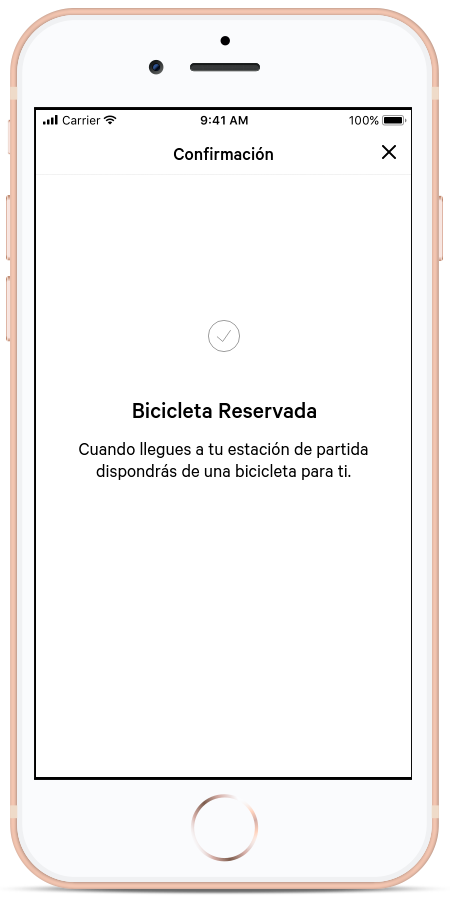 Carrier 9:41 AM 100%
Confirmación
Bicicleta Reservada
Cuando llegues a tu estación de partida
dispondrás de una bicicleta para ti.